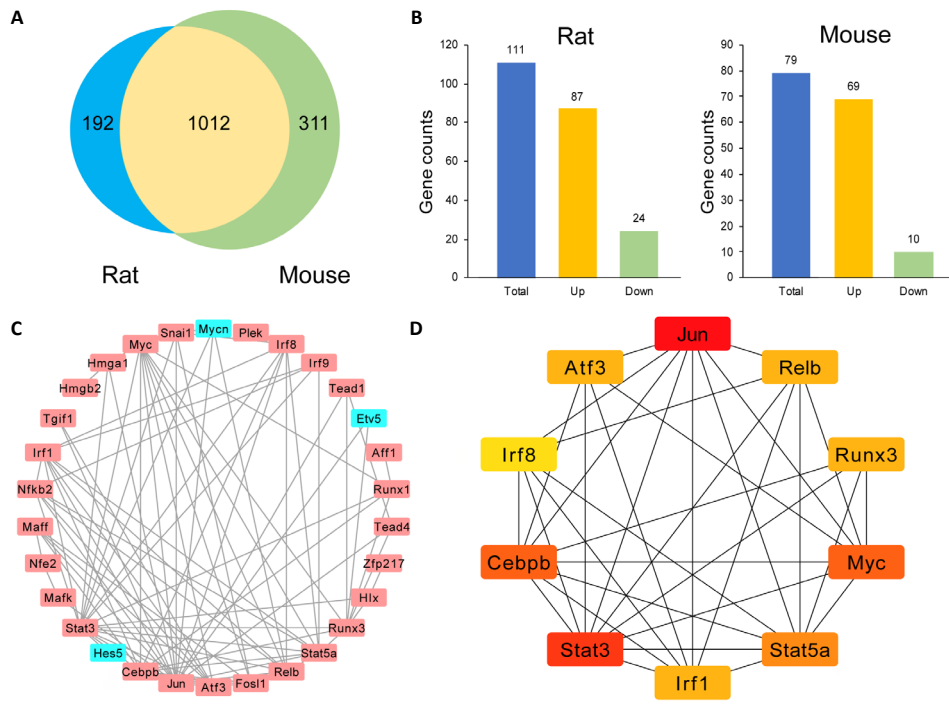 A
192
1012
311
Rat
Mouse
B
Rat
Gene counts
120
100
80
60
40
20
0
111
87
24
Total
Up
Down
Mouse
Gene counts
90
80
70
60
50
40
30
20
10
0
79
69
10
Total
Up
Down
C
Mycn
Snai1
Plek
Myc
Irf8
Hmga1
Irf9
Hmgb2
Tead1
Tgif1
Etv5
Irf1
Aff1
Nfkb2
Runx1
Maff
Tead4
Nfe2
Zfp217
Mafk
Hlx
Stat3
Runx3
Hes5
Stat5a
Cebpb
Relb
Jun
Atf3
Fosl1
D
Jun
Atf3
Relb
Irf8
Runx3
Cebpb
Myc
Stat3
Stat5a
Irf1